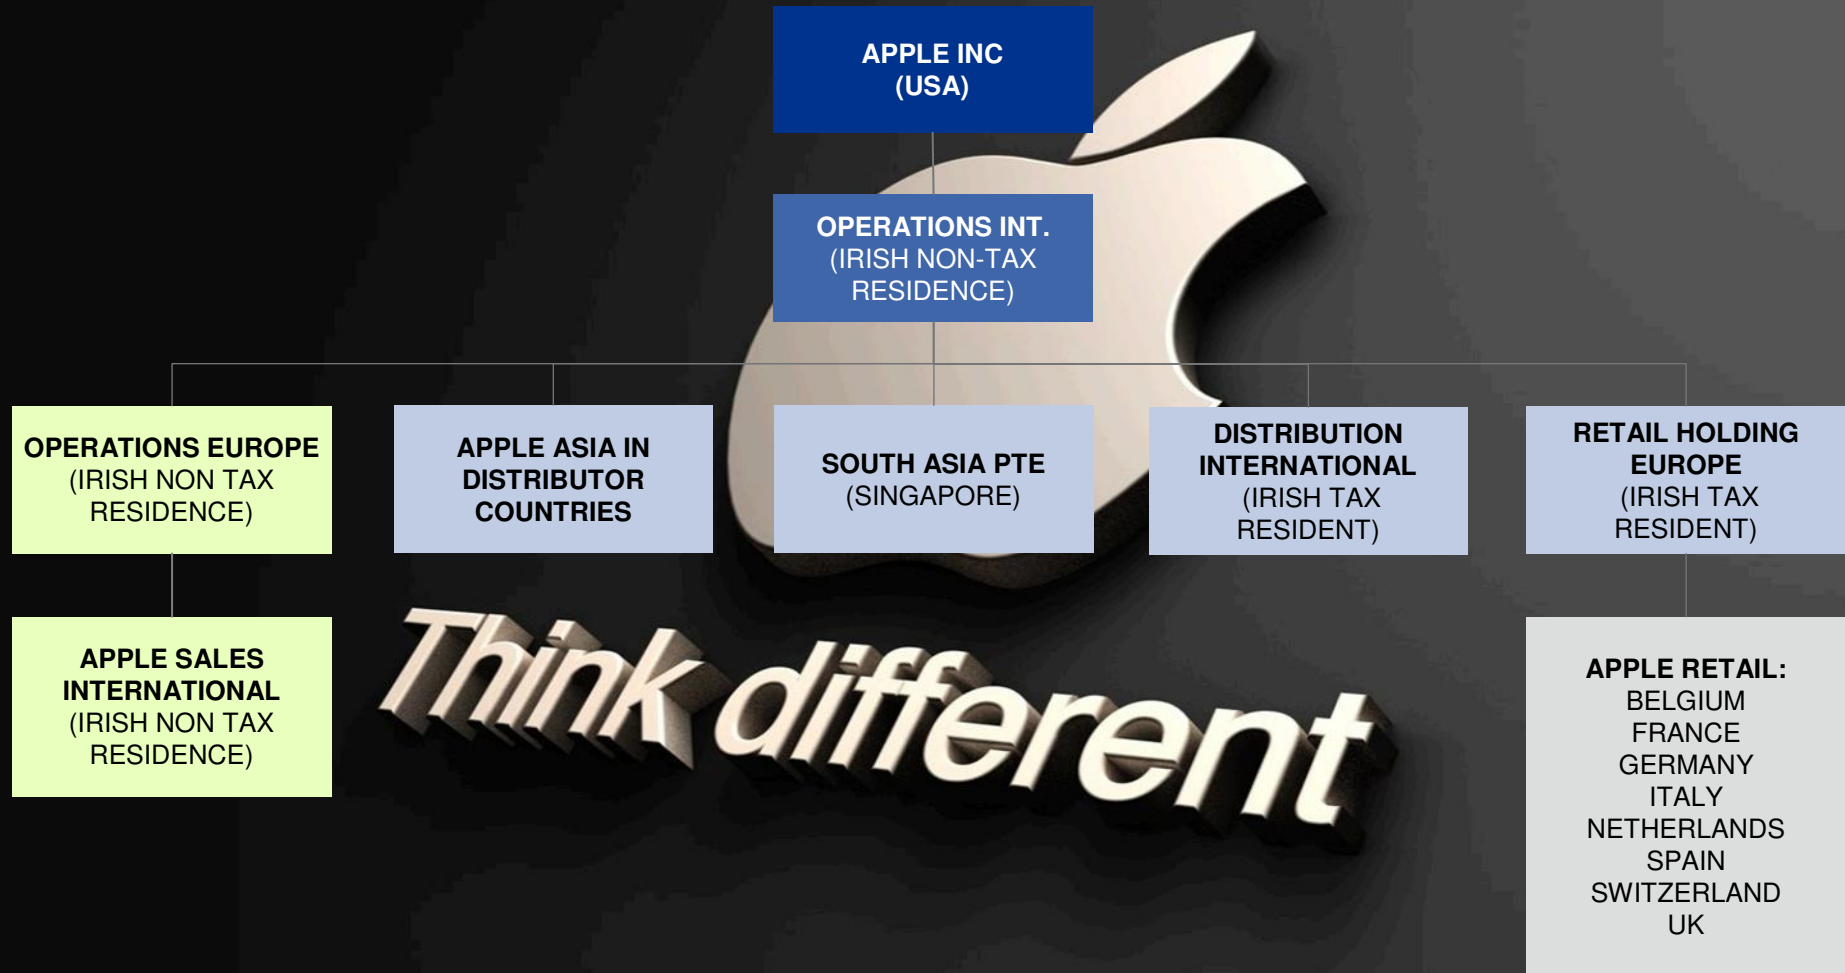 APPLE INC
(USA)
OPERATIONS INT.
(IRISH NON-TAX
RESIDENCE)
OPERATIONS EUROPE
(IRISH NON TAX
RESIDENCE)
APPLE ASIA IN
DISTRIBUTOR
COUNTRIES
SOUTH ASIA PTE
(SINGAPORE)
DISTRIBUTION
INTERNATIONAL
(IRISH TAX
RESIDENT)
RETAIL HOLDING
EUROPE
(IRISH TAX
RESIDENT)
APPLE SALES
INTERNATIONAL
(IRISH NON TAX
RESIDENCE)
Think different
APPLE RETAIL:
BELGIUM
FRANCE
GERMANY
ITALY
NETHERLANDS
SPAIN
SWITZERLAND
UK